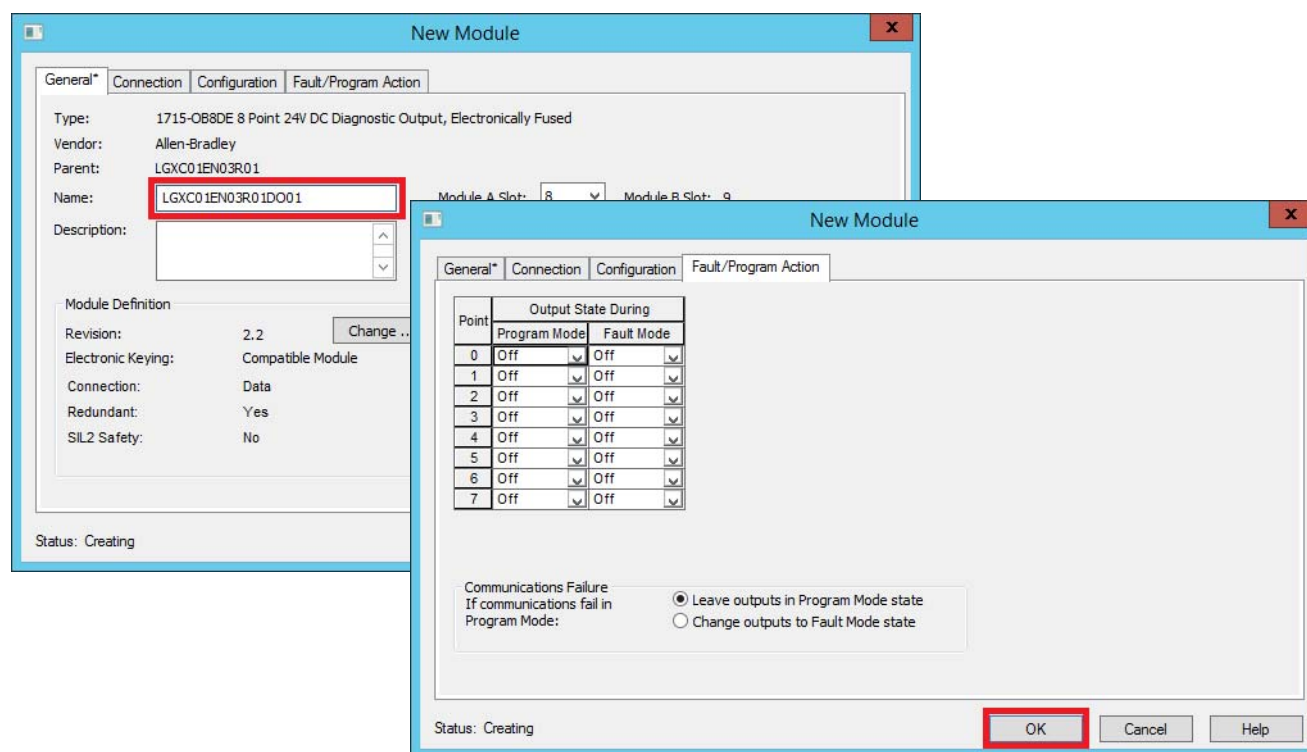 New Module
x
General* Connection Configuration Fault/Program Action
Type: 1715-OB8DE 8 Point 24V DC Diagnostic Output, Electronically Fused
Vendor: Allen-Bradley
Parent: LGXC01EN03R01
Name: LGXC01EN03R01DO01 Module A Slot: 8 Module B Slot: 9
Description:
Module Definition
Revision: 2.2 Change ..
Electronic Keying: Compatible Module
Connection: Data
Redundant: Yes
SIL2 Safety: No
Status: Creating
New Module
x
General* Connection Configuration Fault/Program Action
Point Output State During
Program Mode Fault Mode
0 Off Off
1 Off Off
2 Off Off
3 Off Off
4 Off Off
5 Off Off
6 Off Off
7 Off Off
Communications Failure
If communications fail in
Program Mode:
Leave outputs in Program Mode state
Change outputs to Fault Mode state
Status: Creating
OK Cancel Help